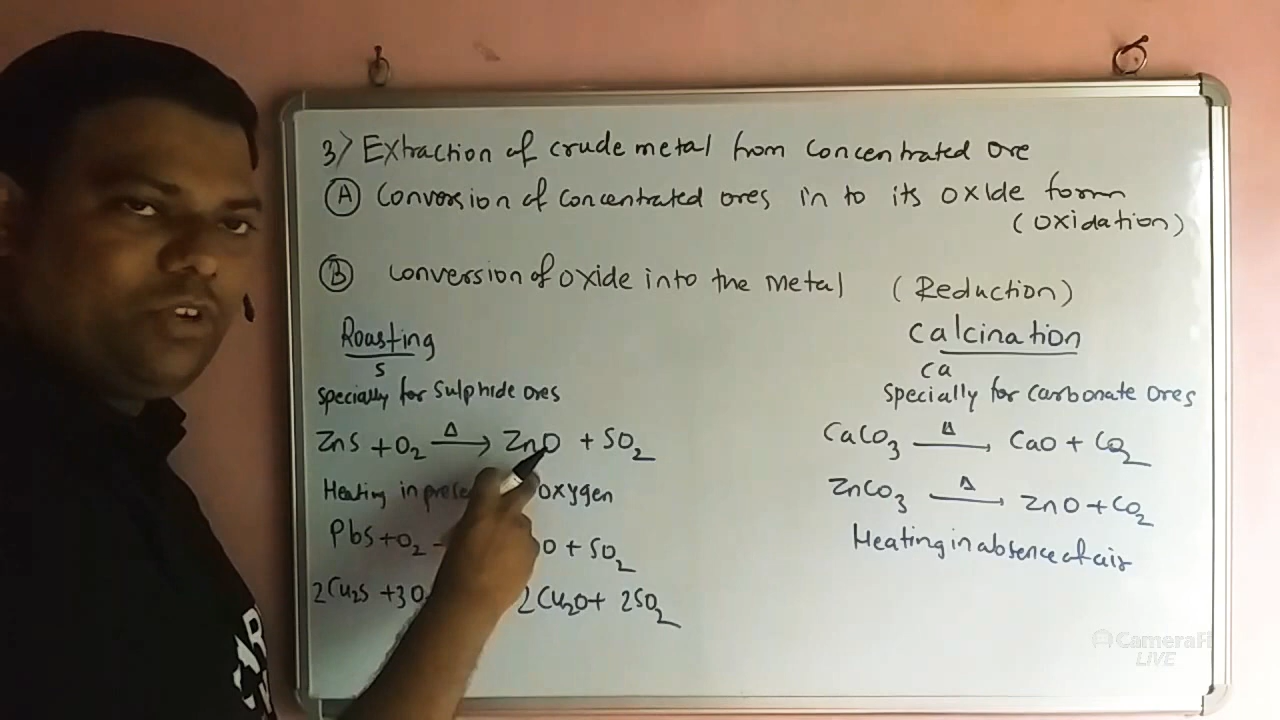 3) Extraction of crude metal from concentrated ore
(A) Conversion of concentrated ores in to its oxide form
(oxidation)
(B) conversion of oxide into the metal (Reduction)
Roasting
s
specially for sulphide ores
ZnS + O₂ Δ→ ZnO + SO₂
Heating in oxygen
PbS + O₂ O + SO₂
2Cu₂S + 3O 2Cu₂O + 2SO₂
Calcination
Ca
specially for carbonate ores
CaCO₃ Δ→ CaO + CO₂
ZnCO₃ Δ→ ZnO + CO₂
Heating in absence of air
CameraFi
LIVE